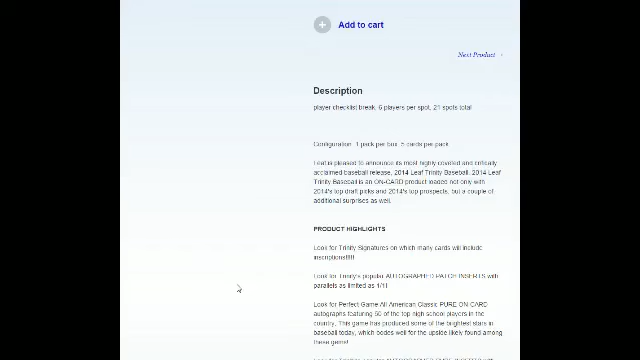 Add to cart
Next Product →
Description
player checklist break, 6 players per spot, 21 spots total
Configuration 1 pack per box 5 cards per pack
Leaf is pleased to announce its most highly coveted and critically
acclaimed baseball release, 2014 Leaf Trinity Baseball. 2014 Leaf
Trinity Baseball is an ON-CARD product loaded not only with
2014's top draft picks and 2014's top prospects, but a couple of
additional surprises as well.
PRODUCT HIGHLIGHTS
Look for Trinity Signatures on which many cards will include
inscriptions!!!!!
Look for Trinity's popular AUTOGRAPHED PATCH INSERTS with
parallels as limited as 1/1!
Look for Perfect Game All American Classic PURE ON CARD
autographs featuring 50 of the top high school players in the
country. This game has produced some of the brightest stars in
baseball today, which bodes well for the upside likely found among
these gems!